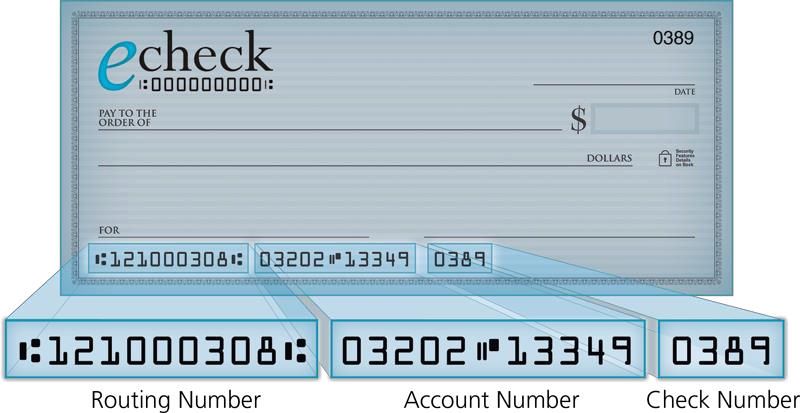 echeck
0389
⑆000000000⑆
DATE
PAY TO THE
ORDER OF
$
DOLLARS
Security
Features
Details
on Back
FOR
⑆121000308⑆ 03202⑈13349 0389
⑆121000308⑆ 03202⑈13349 0389
Routing Number Account Number Check Number